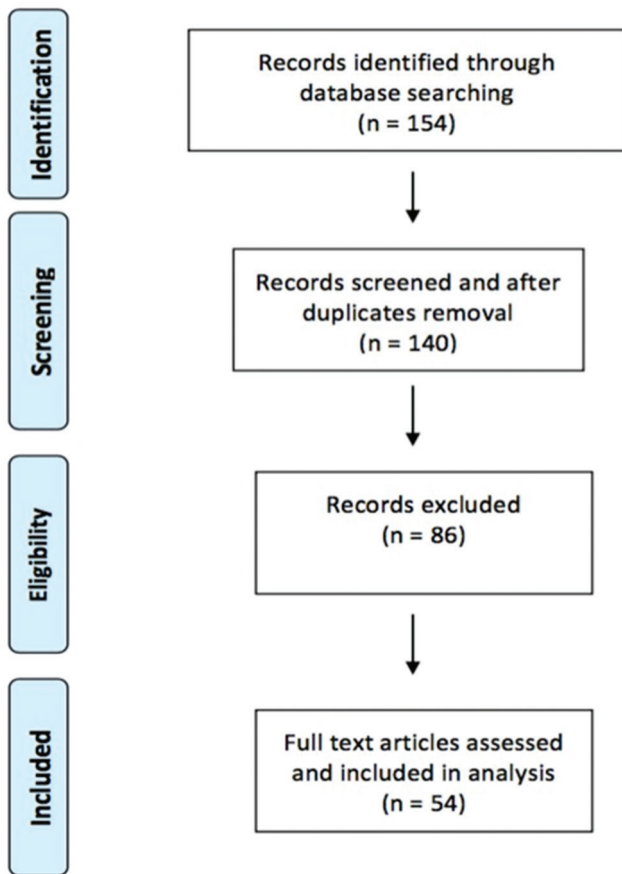 Identification
Records identified through
database searching
(n = 154)
Screening
Records screened and after
duplicates removal
(n = 140)
Eligibility
Records excluded
(n = 86)
Included
Full text articles assessed
and included in analysis
(n = 54)